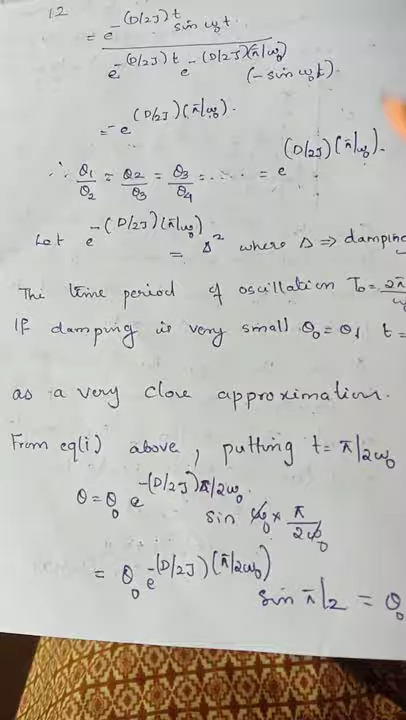 12
= e^-(D/2J)t sin ω₀t.
e^-(D/2J)t e^-(D/2J)(π/ω₀) (-sin ω₀t).
= -e^(D/2J)(π/ω₀).
∴ θ₁/θ₂ = θ₂/θ₃ = θ₃/θ₄ = ..... = e^(D/2J)(π/ω₀).
Let e^-(D/2J)(π/ω₀) = Δ² where Δ ⇒ damping
The time period of oscillation T₀ = 2π/ω
If damping is very small θ₀ = θ₁ t =
as a very close approximation.
From eq(i) above, putting t = π/2ω₀
θ = θ₀ e^-(D/2J)π/2ω₀ sin ω₀ × π/2ω₀
= θ₀ e^-(D/2J)(π/2ω₀) sin π/2 = θ₀